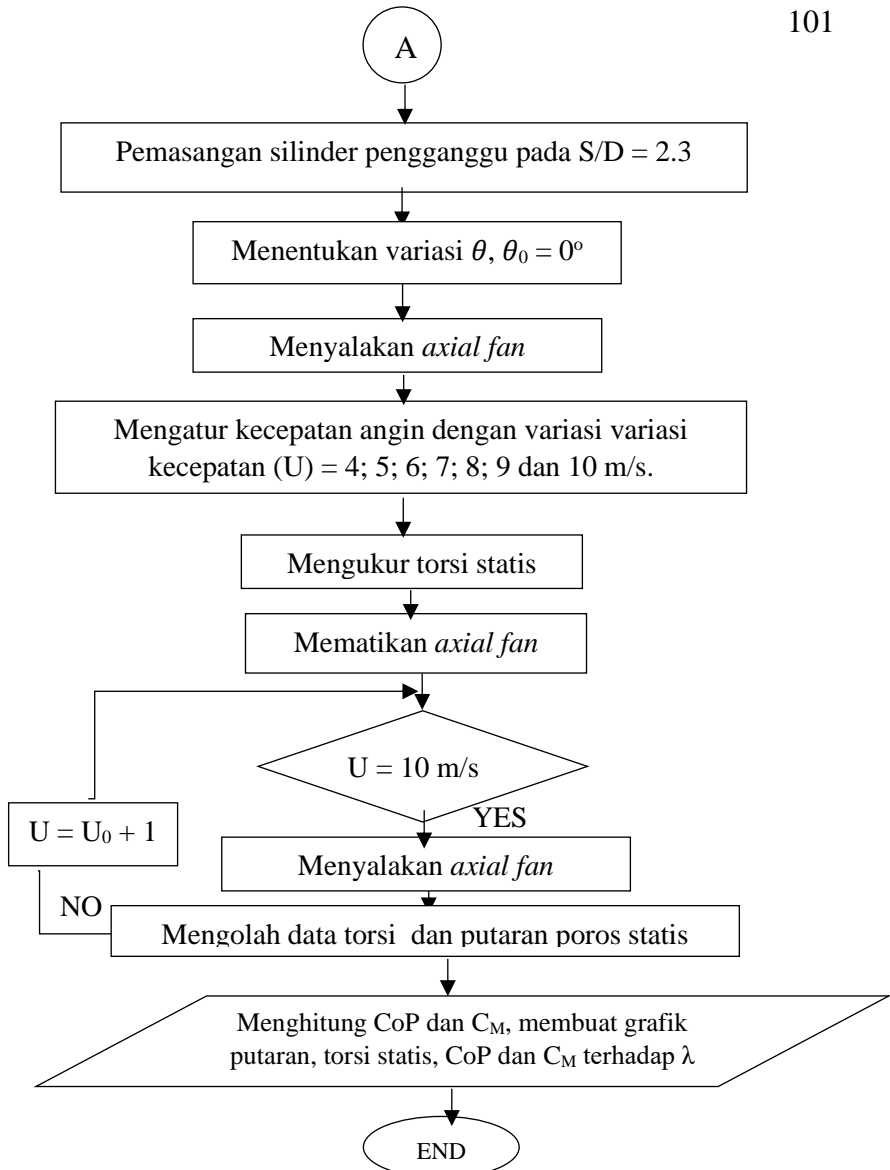 101
A
Pemasangan silinder pengganggu pada S/D = 2.3
Menentukan variasi θ, θ₀ = 0°
Menyalakan axial fan
Mengatur kecepatan angin dengan variasi variasi
kecepatan (U) = 4; 5; 6; 7; 8; 9 dan 10 m/s.
Mengukur torsi statis
Mematikan axial fan
U = 10 m/s
YES
U = U₀ + 1
Menyalakan axial fan
NO
Mengolah data torsi dan putaran poros statis
Menghitung CoP dan C_M, membuat grafik
putaran, torsi statis, CoP dan C_M terhadap λ
END